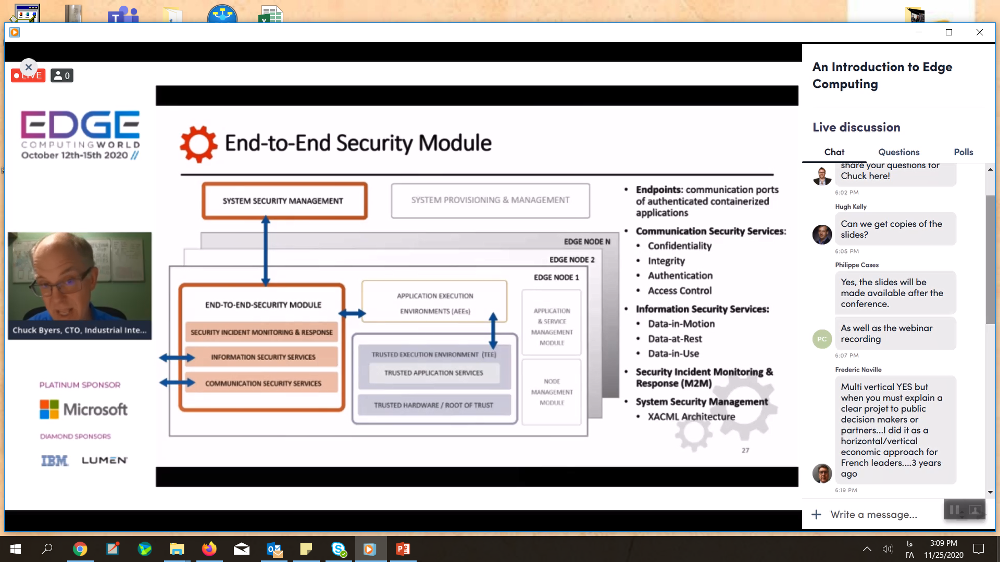 LIVE
0
EDGE
COMPUTINGWORLD
October 12th-15th 2020 //
Chuck Byers, CTO, Industrial Inte...
PLATINUM SPONSOR
Microsoft
DIAMOND SPONSORS
IBM
LUMEN
End-to-End Security Module
SYSTEM SECURITY MANAGEMENT
SYSTEM PROVISIONING & MANAGEMENT
EDGE NODE N
EDGE NODE 2
EDGE NODE 1
END-TO-END-SECURITY MODULE
SECURITY INCIDENT MONITORING & RESPONSE
INFORMATION SECURITY SERVICES
COMMUNICATION SECURITY SERVICES
APPLICATION EXECUTION
ENVIRONMENTS (AEEs)
TRUSTED EXECUTION ENVIRONMENT (TEE)
TRUSTED APPLICATION SERVICES
TRUSTED HARDWARE / ROOT OF TRUST
APPLICATION
& SERVICE
MANAGEMENT
MODULE
NODE
MANAGEMENT
MODULE
• Endpoints: communication ports
of authenticated containerized
applications
• Communication Security Services:
• Confidentiality
• Integrity
• Authentication
• Access Control
• Information Security Services:
• Data-in-Motion
• Data-at-Rest
• Data-in-Use
• Security Incident Monitoring &
Response (M2M)
• System Security Management
• XACML Architecture
27
An Introduction to Edge
Computing
Live discussion
Chat
Questions
Polls
share your questions for
Chuck here!
6:02 PM
Hugh Kelly
Can we get copies of the
slides?
6:05 PM
Philippe Cases
Yes, the slides will be
made available after the
conference.
As well as the webinar
recording
PC
6:07 PM
Frederic Naville
Multi vertical YES but
when you must explain a
clear projet to public
decision makers or
partners...I did it as a
horizontal/vertical
economic approach for
French leaders....3 years
ago
6:19 PM
Write a message...
فا
FA
3:09 PM
11/25/2020